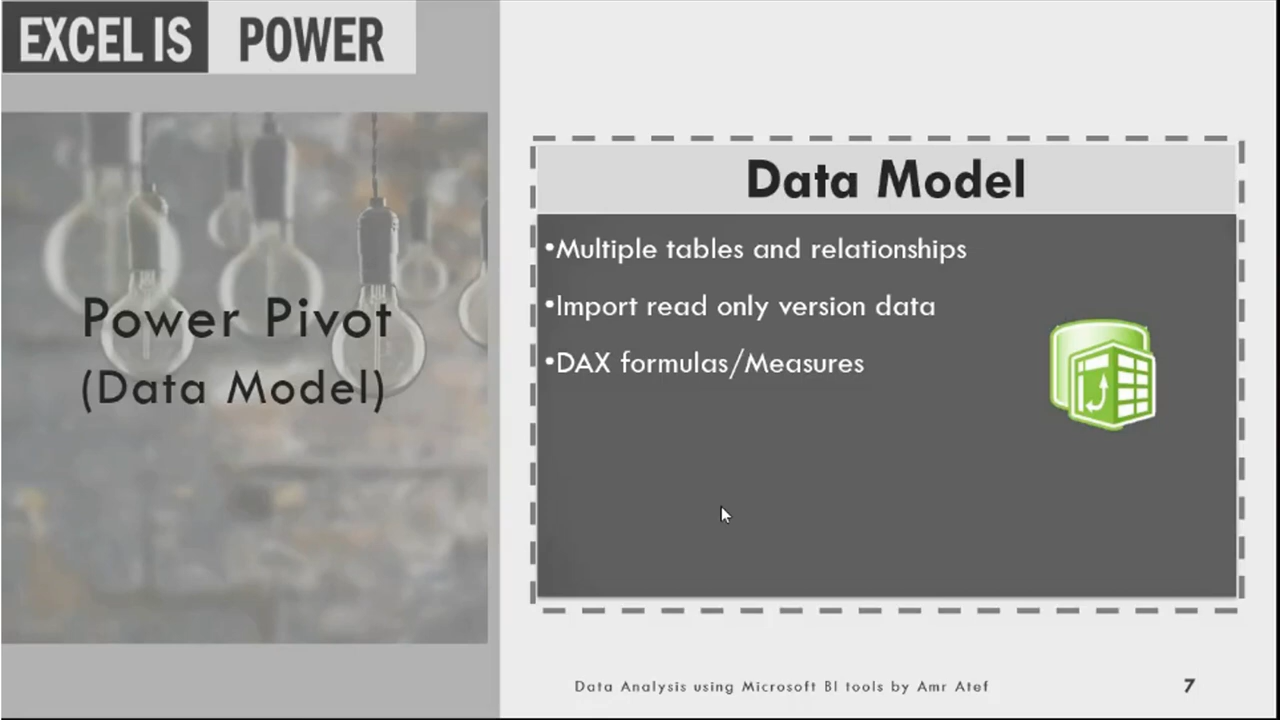 EXCEL IS POWER
Power Pivot
(Data Model)
Data Model
•Multiple tables and relationships
•Import read only version data
•DAX formulas/Measures
Data Analysis using Microsoft BI tools by Amr Atef
7